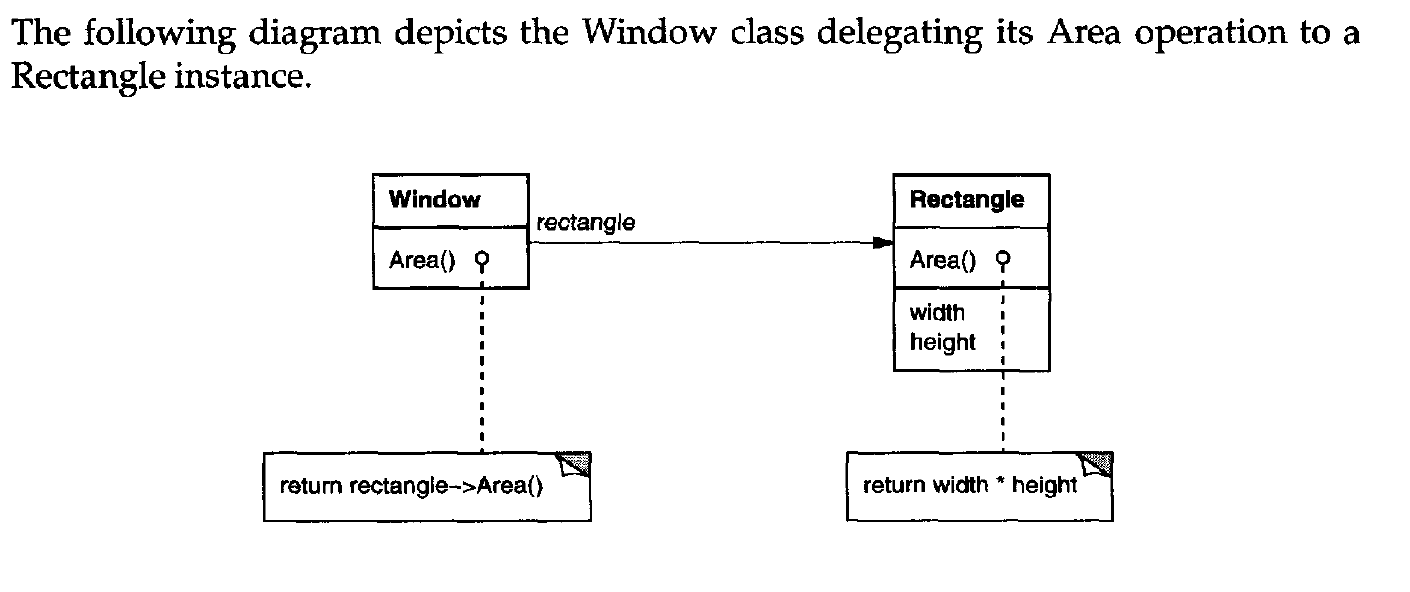 The following diagram depicts the Window class delegating its Area operation to a
Rectangle instance.
Window
rectangle
Rectangle
Area()
Area()
width
height
return rectangle->Area()
return width * height